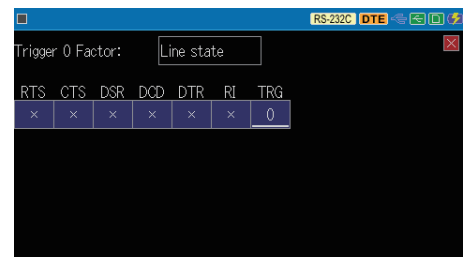 RS-232C DTE
Trigger 0 Factor: Line state
RTS CTS DSR DCD DTR RI TRG
× × × × × × 0